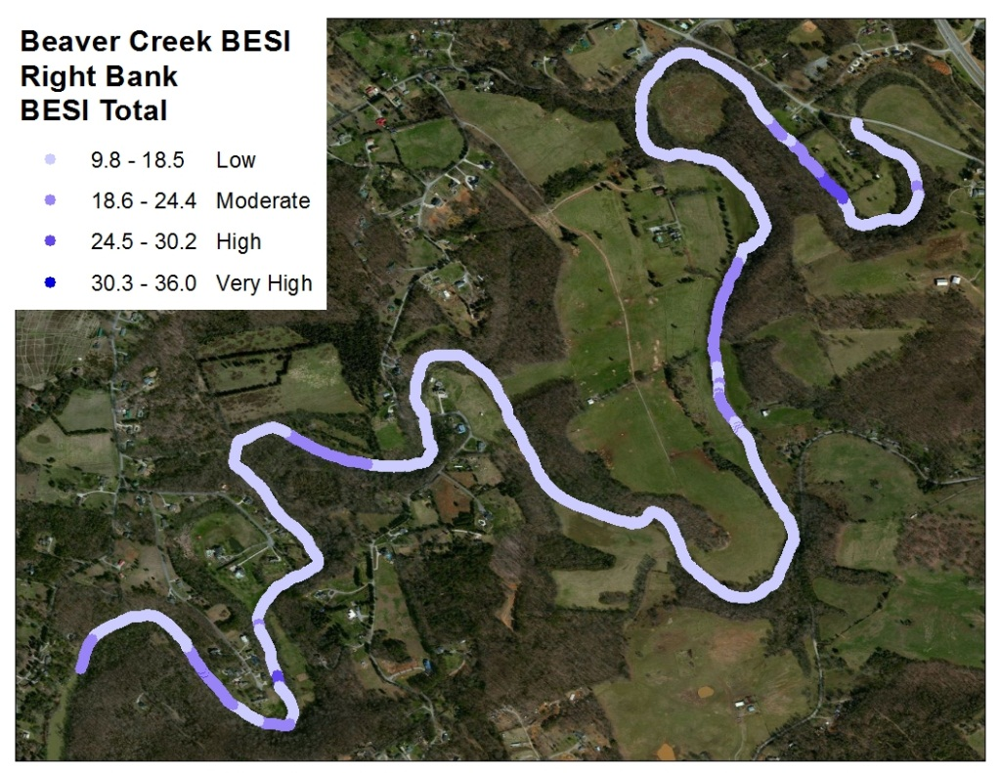 Beaver Creek BESI
Right Bank
BESI Total
9.8 - 18.5 Low
18.6 - 24.4 Moderate
24.5 - 30.2 High
30.3 - 36.0 Very High